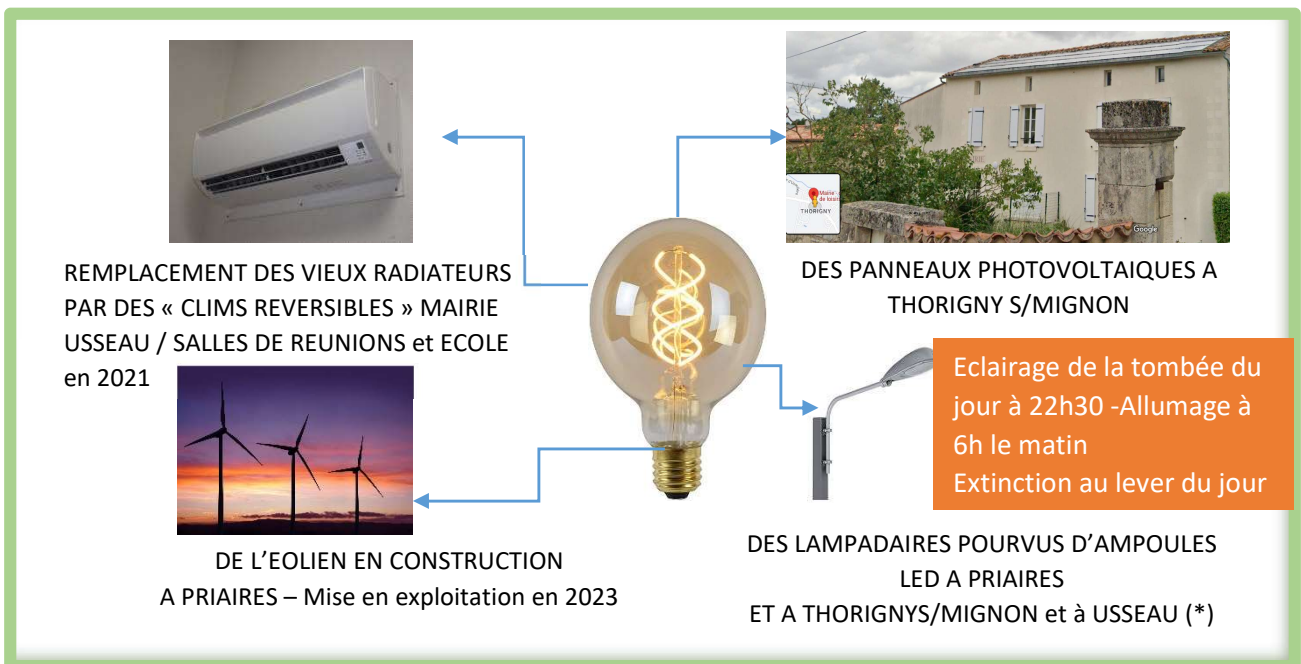 REMPLACEMENT DES VIEUX RADIATEURS
PAR DES « CLIMS REVERSIBLES » MAIRIE
USSEAU / SALLES DE REUNIONS et ECOLE
en 2021
THORIGNY
Google
DES PANNEAUX PHOTOVOLTAIQUES A
THORIGNY S/MIGNON
DE L’EOLIEN EN CONSTRUCTION
A PRIAIRES – Mise en exploitation en 2023
Eclairage de la tombée du
jour à 22h30 -Allumage à
6h le matin
Extinction au lever du jour
DES LAMPADAIRES POURVUS D’AMPOULES
LED A PRIAIRES
ET A THORIGNYS/MIGNON et à USSEAU (*)